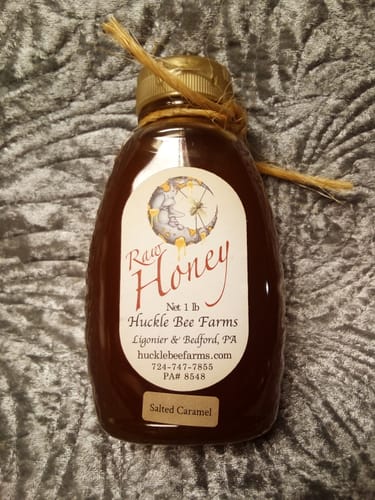 Raw
Honey
Net 1 lb
Huckle Bee Farms
Ligonier & Bedford, PA
hucklebeefarms.com
724-747-7855
PA# 8548
Salted Caramel